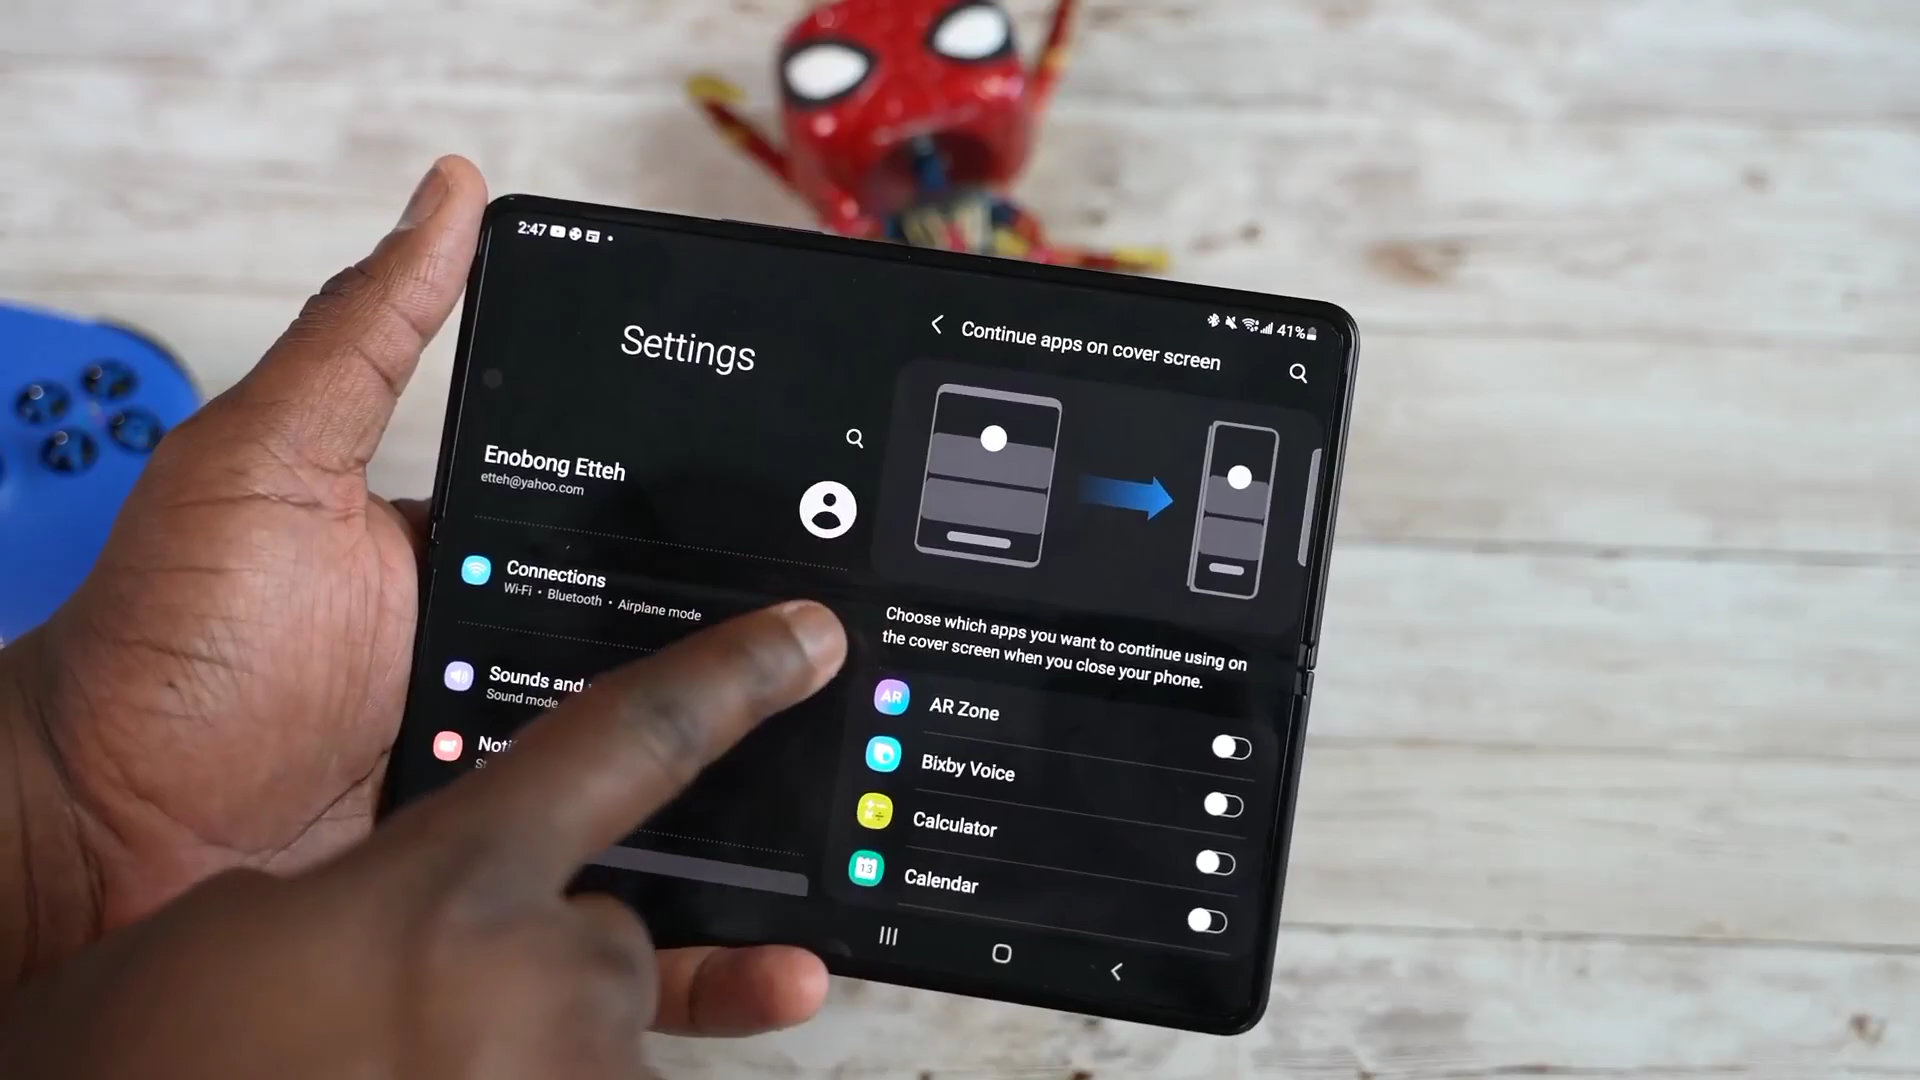 2:47
41%
Settings
Enobong Etteh
etteh@yahoo.com
Connections
Wi-Fi • Bluetooth • Airplane mode
Sounds and
Sound mode
Continue apps on cover screen
Choose which apps you want to continue using on
the cover screen when you close your phone.
AR
AR Zone
Bixby Voice
Calculator
13
Calendar